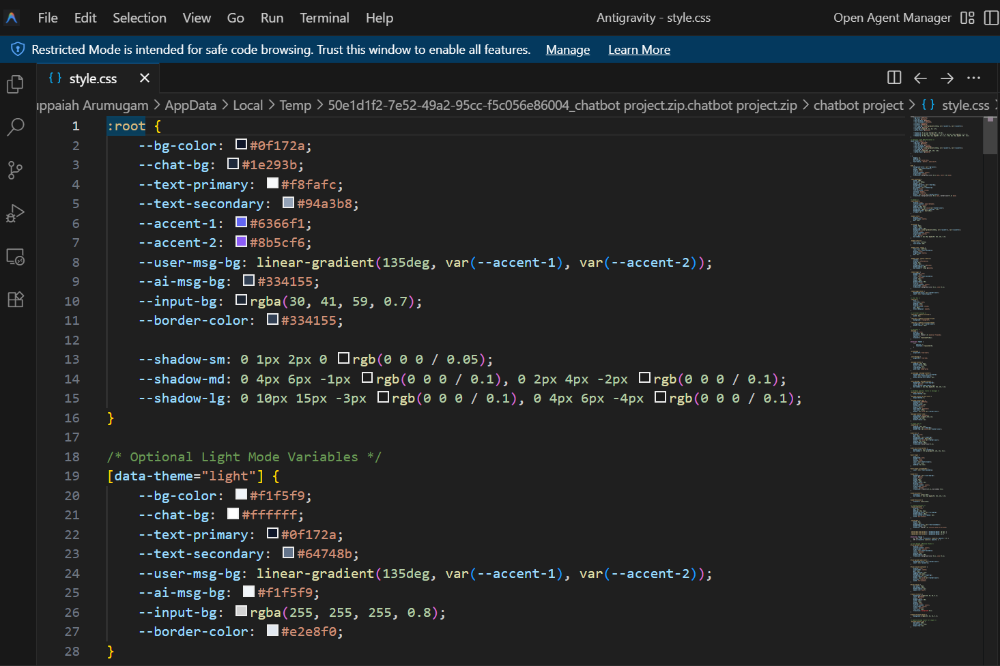 File Edit Selection View Go Run Terminal Help Antigravity - style.css Open Agent Manager
Restricted Mode is intended for safe code browsing. Trust this window to enable all features. Manage Learn More
{} style.css ×
uppaiah Arumugam > AppData > Local > Temp > 50e1d1f2-7e52-49a2-95cc-f5c056e86004_chatbot project.zip.chatbot project.zip > chatbot project > {} style.css >
1 :root {
2 --bg-color: #0f172a;
3 --chat-bg: #1e293b;
4 --text-primary: #f8fafc;
5 --text-secondary: #94a3b8;
6 --accent-1: #6366f1;
7 --accent-2: #8b5cf6;
8 --user-msg-bg: linear-gradient(135deg, var(--accent-1), var(--accent-2));
9 --ai-msg-bg: #334155;
10 --input-bg: rgba(30, 41, 59, 0.7);
11 --border-color: #334155;
12
13 --shadow-sm: 0 1px 2px 0 rgb(0 0 0 / 0.05);
14 --shadow-md: 0 4px 6px -1px rgb(0 0 0 / 0.1), 0 2px 4px -2px rgb(0 0 0 / 0.1);
15 --shadow-lg: 0 10px 15px -3px rgb(0 0 0 / 0.1), 0 4px 6px -4px rgb(0 0 0 / 0.1);
16 }
17
18 /* Optional Light Mode Variables */
19 [data-theme="light"] {
20 --bg-color: #f1f5f9;
21 --chat-bg: #ffffff;
22 --text-primary: #0f172a;
23 --text-secondary: #64748b;
24 --user-msg-bg: linear-gradient(135deg, var(--accent-1), var(--accent-2));
25 --ai-msg-bg: #f1f5f9;
26 --input-bg: rgba(255, 255, 255, 0.8);
27 --border-color: #e2e8f0;
28 }